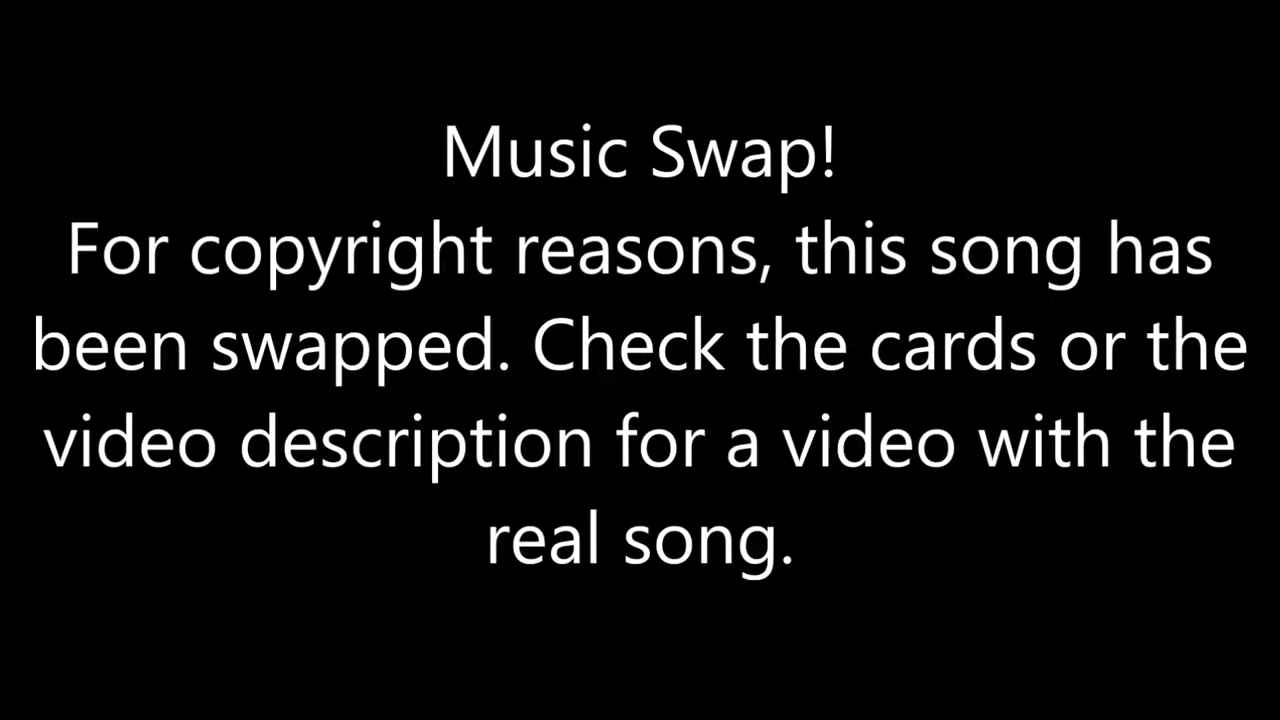 Music Swap!
For copyright reasons, this song has
been swapped. Check the cards or the
video description for a video with the
real song.